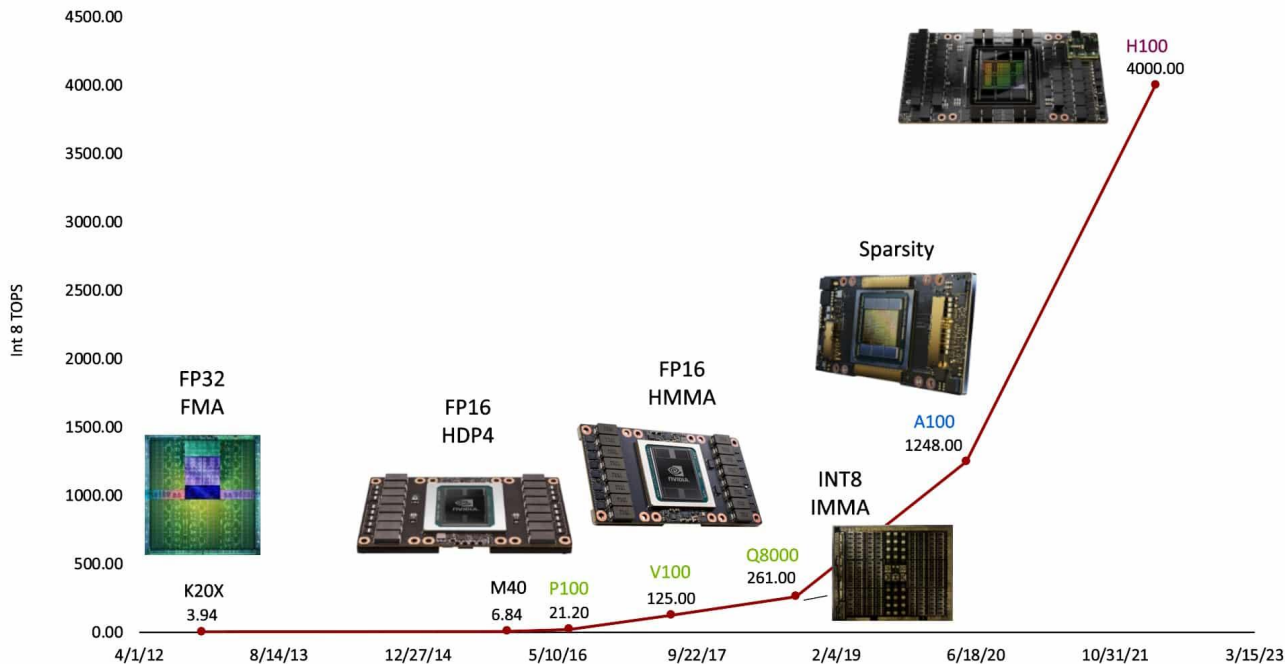 4500.00
4000.00
3500.00
3000.00
2500.00
2000.00
1500.00
1000.00
500.00
0.00
Int 8 TOPS
4/1/12
8/14/13
12/27/14
5/10/16
9/22/17
2/4/19
6/18/20
10/31/21
3/15/23
FP32
FMA
K20X
3.94
FP16
HDP4
NVIDIA
M40
6.84
P100
21.20
FP16
HMMA
NVIDIA
V100
125.00
Q8000
261.00
INT8
IMMA
Sparsity
A100
1248.00
H100
4000.00